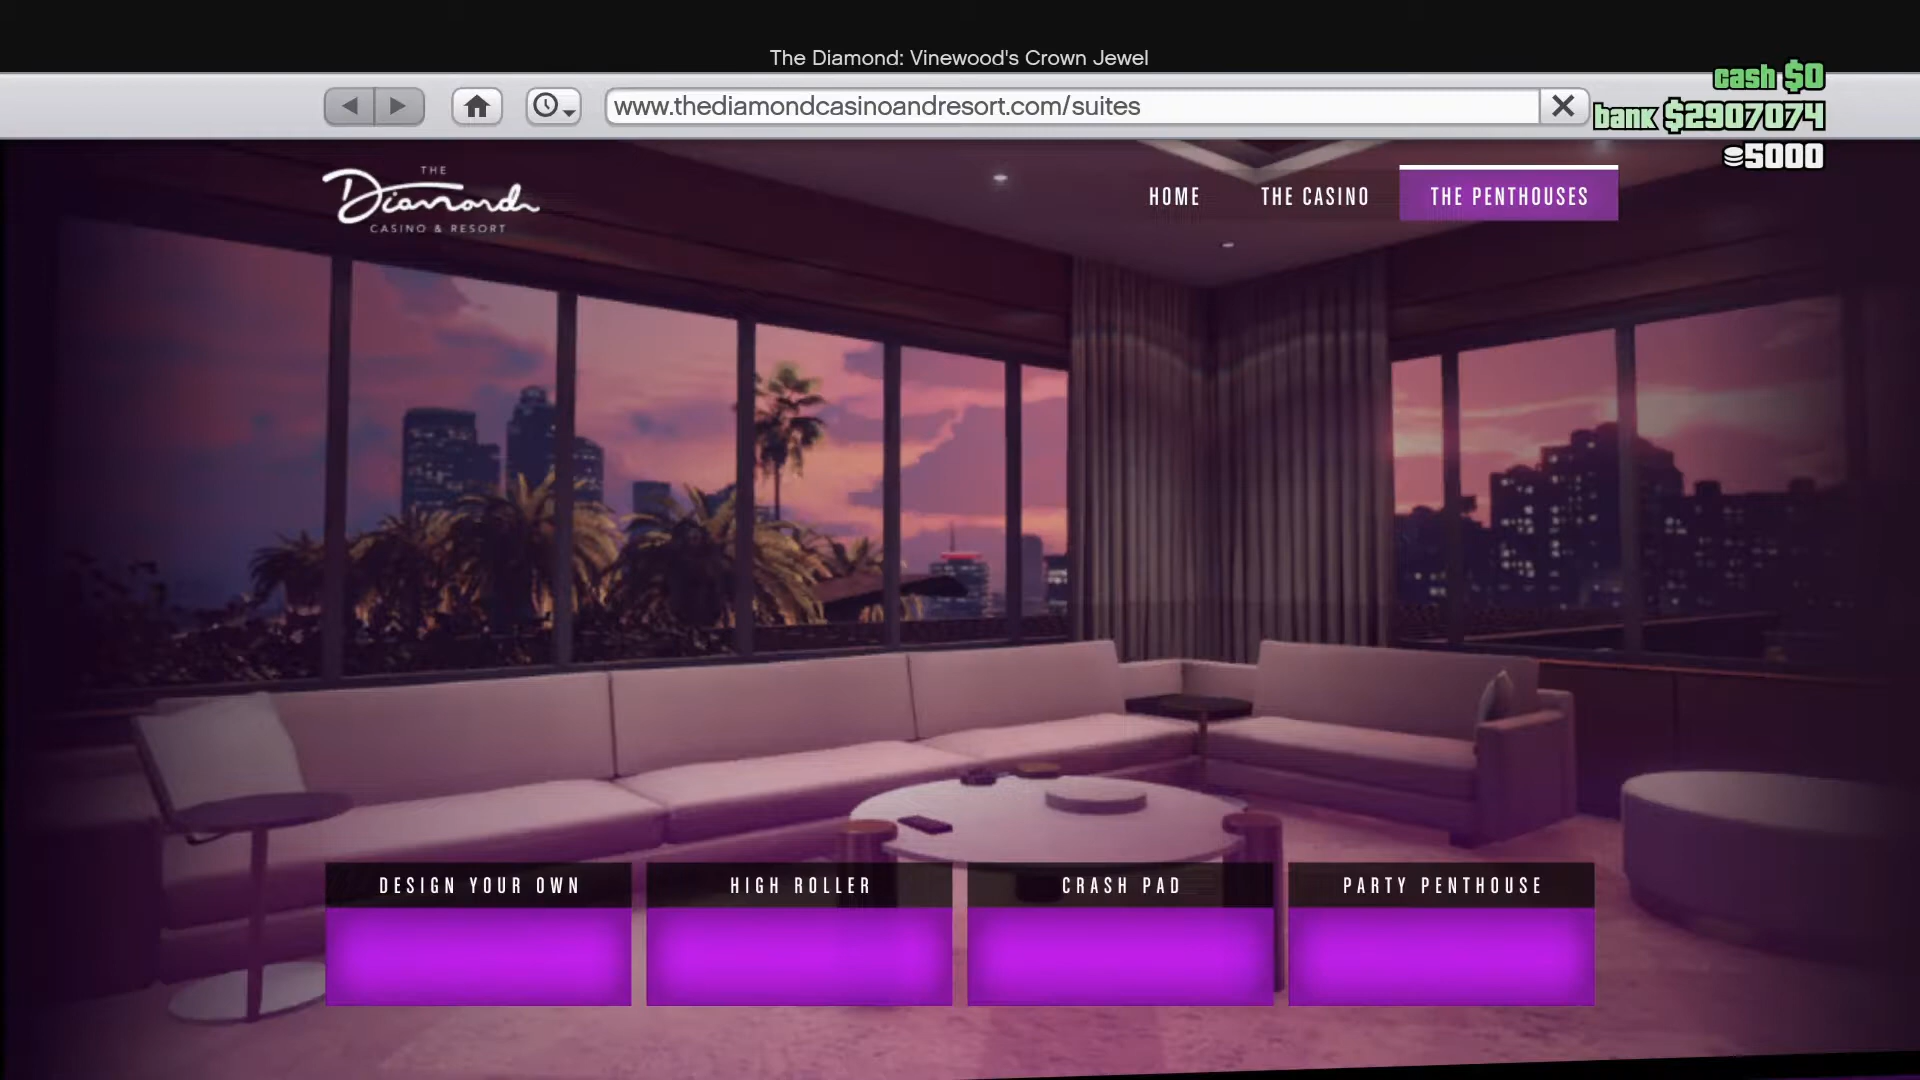 The Diamond: Vinewood's Crown Jewel
cash $0
www.thediamondcasinoandresort.com/suites
bank $2907074
5000
THE
Diamond
CASINO & RESORT
HOME
THE CASINO
THE PENTHOUSES
DESIGN YOUR OWN
HIGH ROLLER
CRASH PAD
PARTY PENTHOUSE